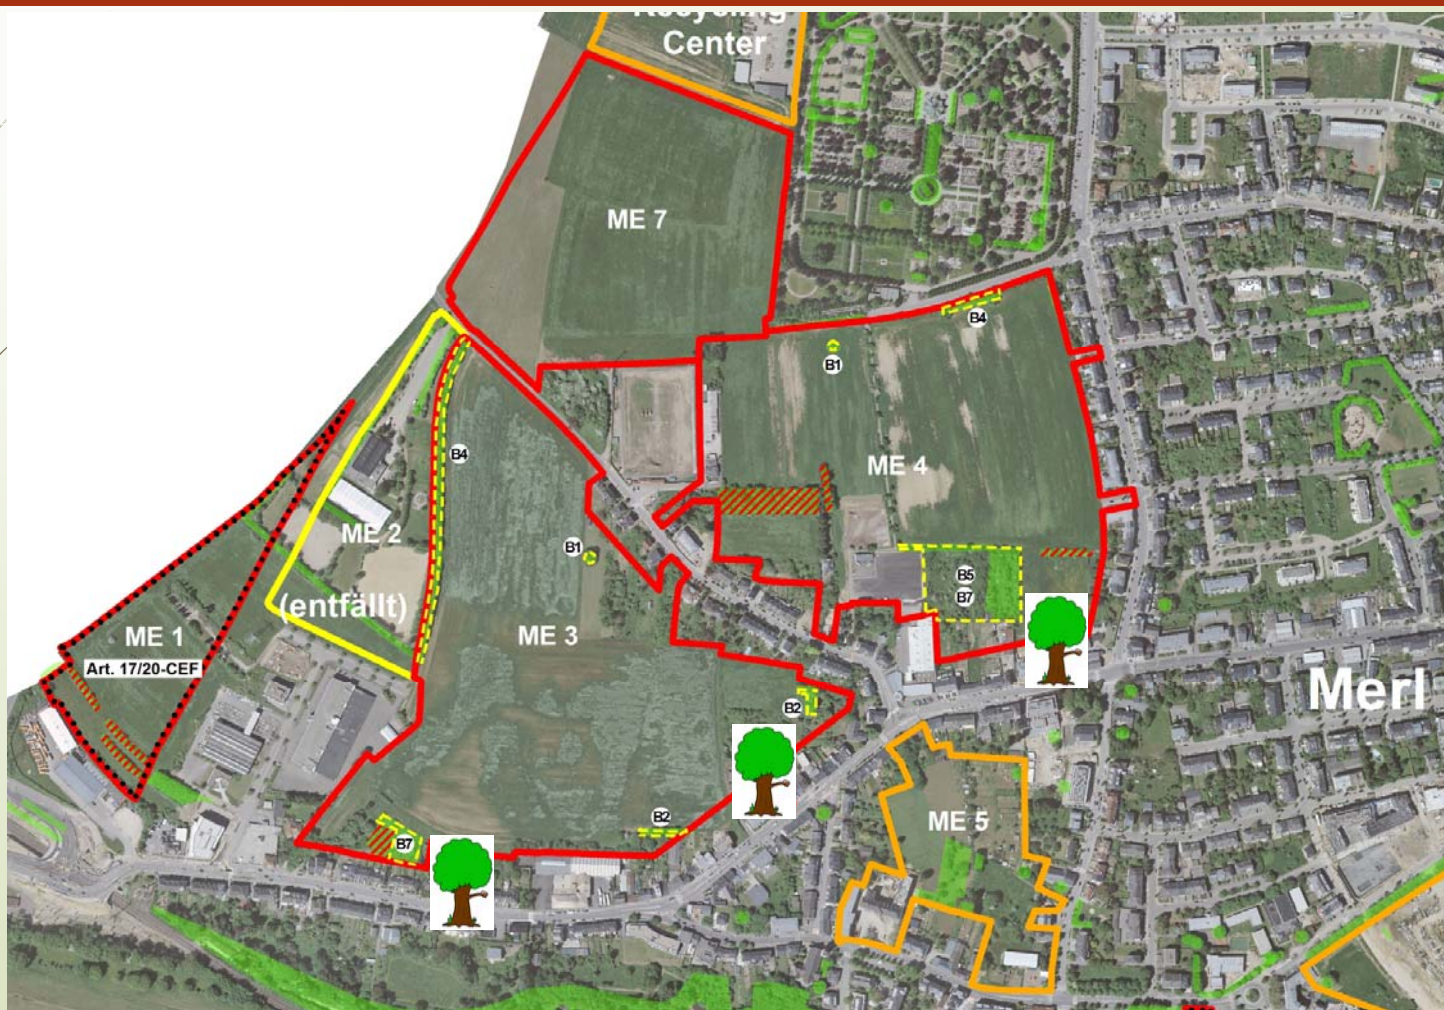 Recycling
Center
ME 7
B4
B1
B4
ME 4
ME 2
B1
B5
B7
(entfällt)
ME 1
ME 3
Art. 17/20-CEF
Merl
B2
ME 5
B2
B7